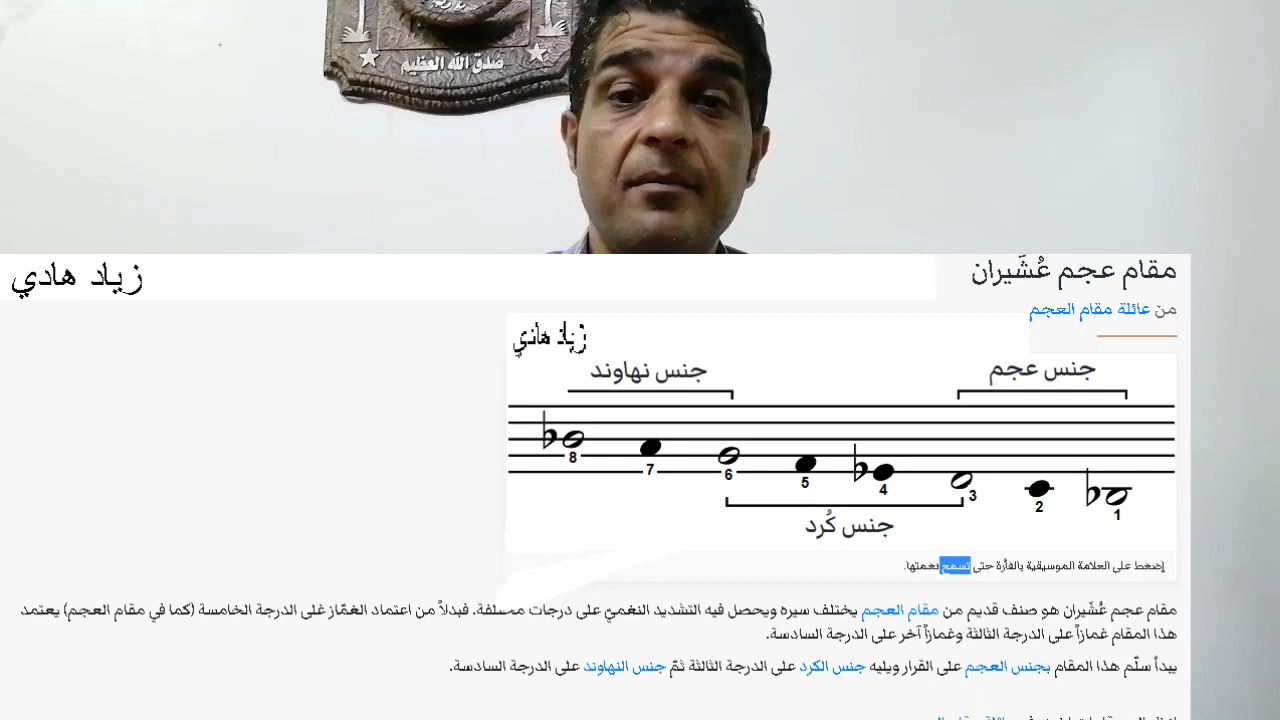 صدق الله العظيم
زياد هادي
مقام عجم عُشَيران
من عائلة مقام العجم
زياد هادي
جنس عجم
جنس نهاوند
8 7 6 5 4 3 2 1
جنس كُرد
إضغط على العلامة الموسيقية بالفأرة حتى تسمع نغمتها.
مقام عجم عُشَيران هو صنف قديم من مقام العجم يختلف سيره ويحصل فيه التشديد النغميّ على درجات مختلفة. فبدلاً من اعتماد الغمّاز على الدرجة الخامسة (كما في مقام العجم) يعتمد
هذا المقام غمازاً على الدرجة الثالثة وغمازاً آخر على الدرجة السادسة.
يبدأ سلّم هذا المقام بجنس العجم على القرار ويليه جنس الكرد على الدرجة الثالثة ثمّ جنس النهاوند على الدرجة السادسة.